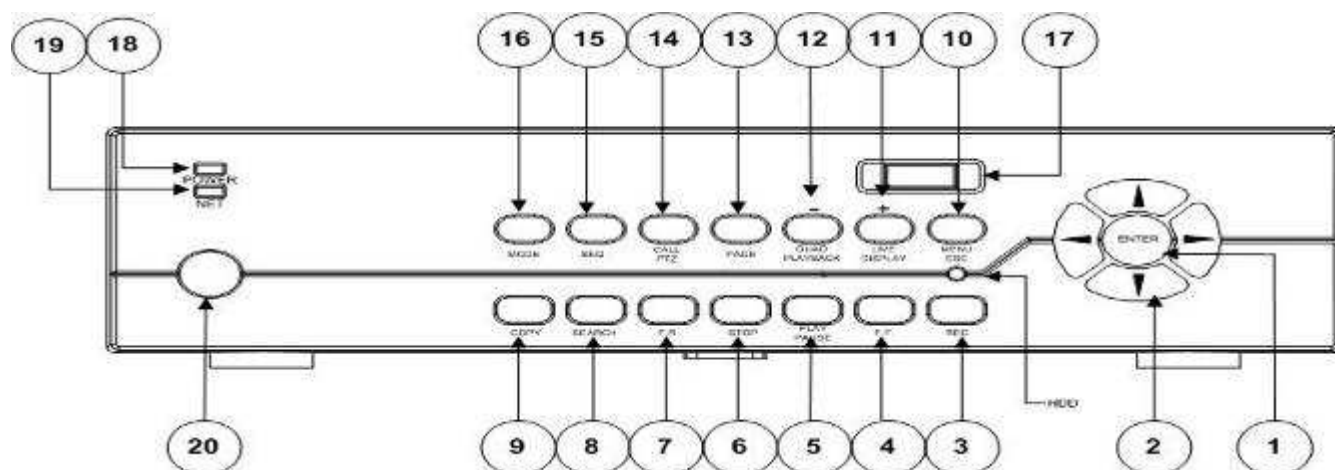 19 18 16 15 14 13 12 11 10 17
POWER
NET
- +
MODE SEQ CALL PAGE QUAD LIVE MENU
PTZ PLAYBACK DISPLAY ESC
ENTER
COPY SEARCH F.R STOP PLAY F.F REC
PAUSE
HDD
20 9 8 7 6 5 4 3 2 1